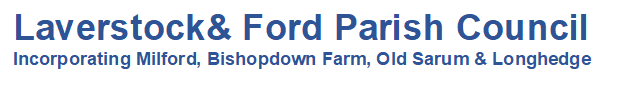 Laverstock& Ford Parish Council
Incorporating Milford, Bishopdown Farm, Old Sarum & Longhedge